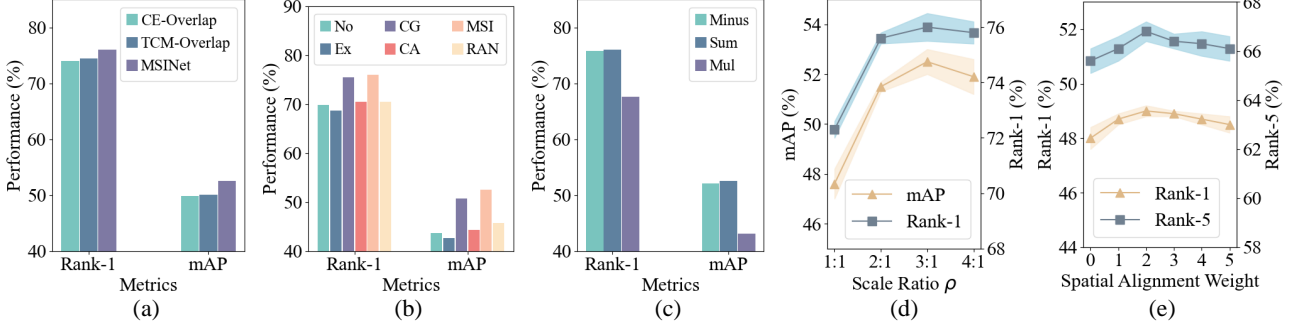 Performance (%)
80
70
60
50
40
CE-Overlap
TCM-Overlap
MSINet
Rank-1
mAP
Metrics
(a)
Performance (%)
90
80
70
60
50
40
No
Ex
CG
CA
MSI
RAN
Rank-1
mAP
Metrics
(b)
Performance (%)
80
70
60
50
40
Minus
Sum
Mul
Rank-1
mAP
Metrics
(c)
mAP (%)
54
52
50
48
46
mAP
Rank-1
1:1
2:1
3:1
4:1
Scale Ratio ρ
76
74
72
70
68
Rank-1 (%)
(d)
Rank-1 (%)
52
50
48
46
44
Rank-1
Rank-5
0
1
2
3
4
5
Spatial Alignment Weight
68
66
64
62
60
58
Rank-5 (%)
(e)